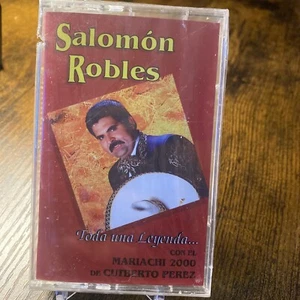 Salomón
Robles
Toda una Leyenda...
CON EL
MARIACHI 2000
DE CUTBERTO PEREZ